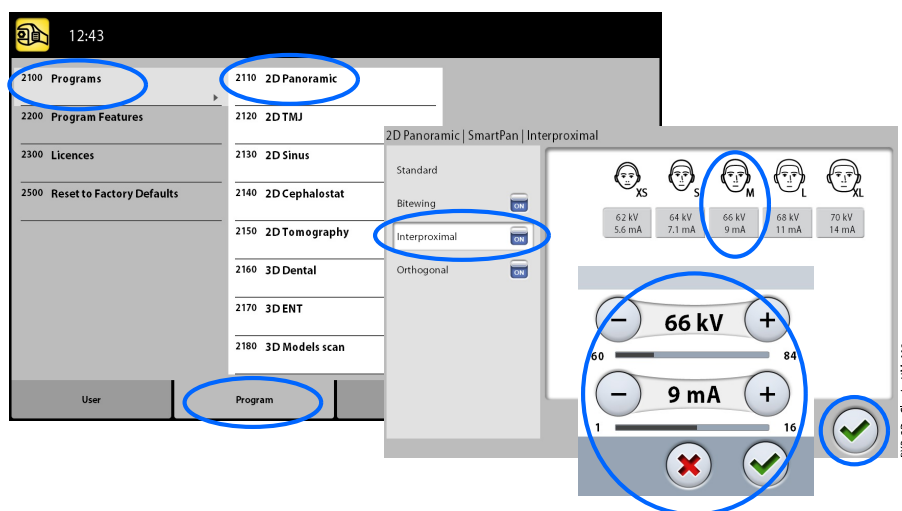 12:43
2100 Programs
2200 Program Features
2300 Licences
2500 Reset to Factory Defaults
2110 2D Panoramic
2120 2D TMJ
2130 2D Sinus
2140 2D Cephalostat
2150 2D Tomography
2160 3D Dental
2170 3D ENT
2180 3D Models scan
User
Program
2D Panoramic | SmartPan | Interproximal
Standard
Bitewing ON
Interproximal ON
Orthogonal ON
XS S M L XL
62 kV 64 kV 66 kV 68 kV 70 kV
5.6 mA 7.1 mA 9 mA 11 mA 14 mA
− 66 kV +
60 84
− 9 mA +
1 16